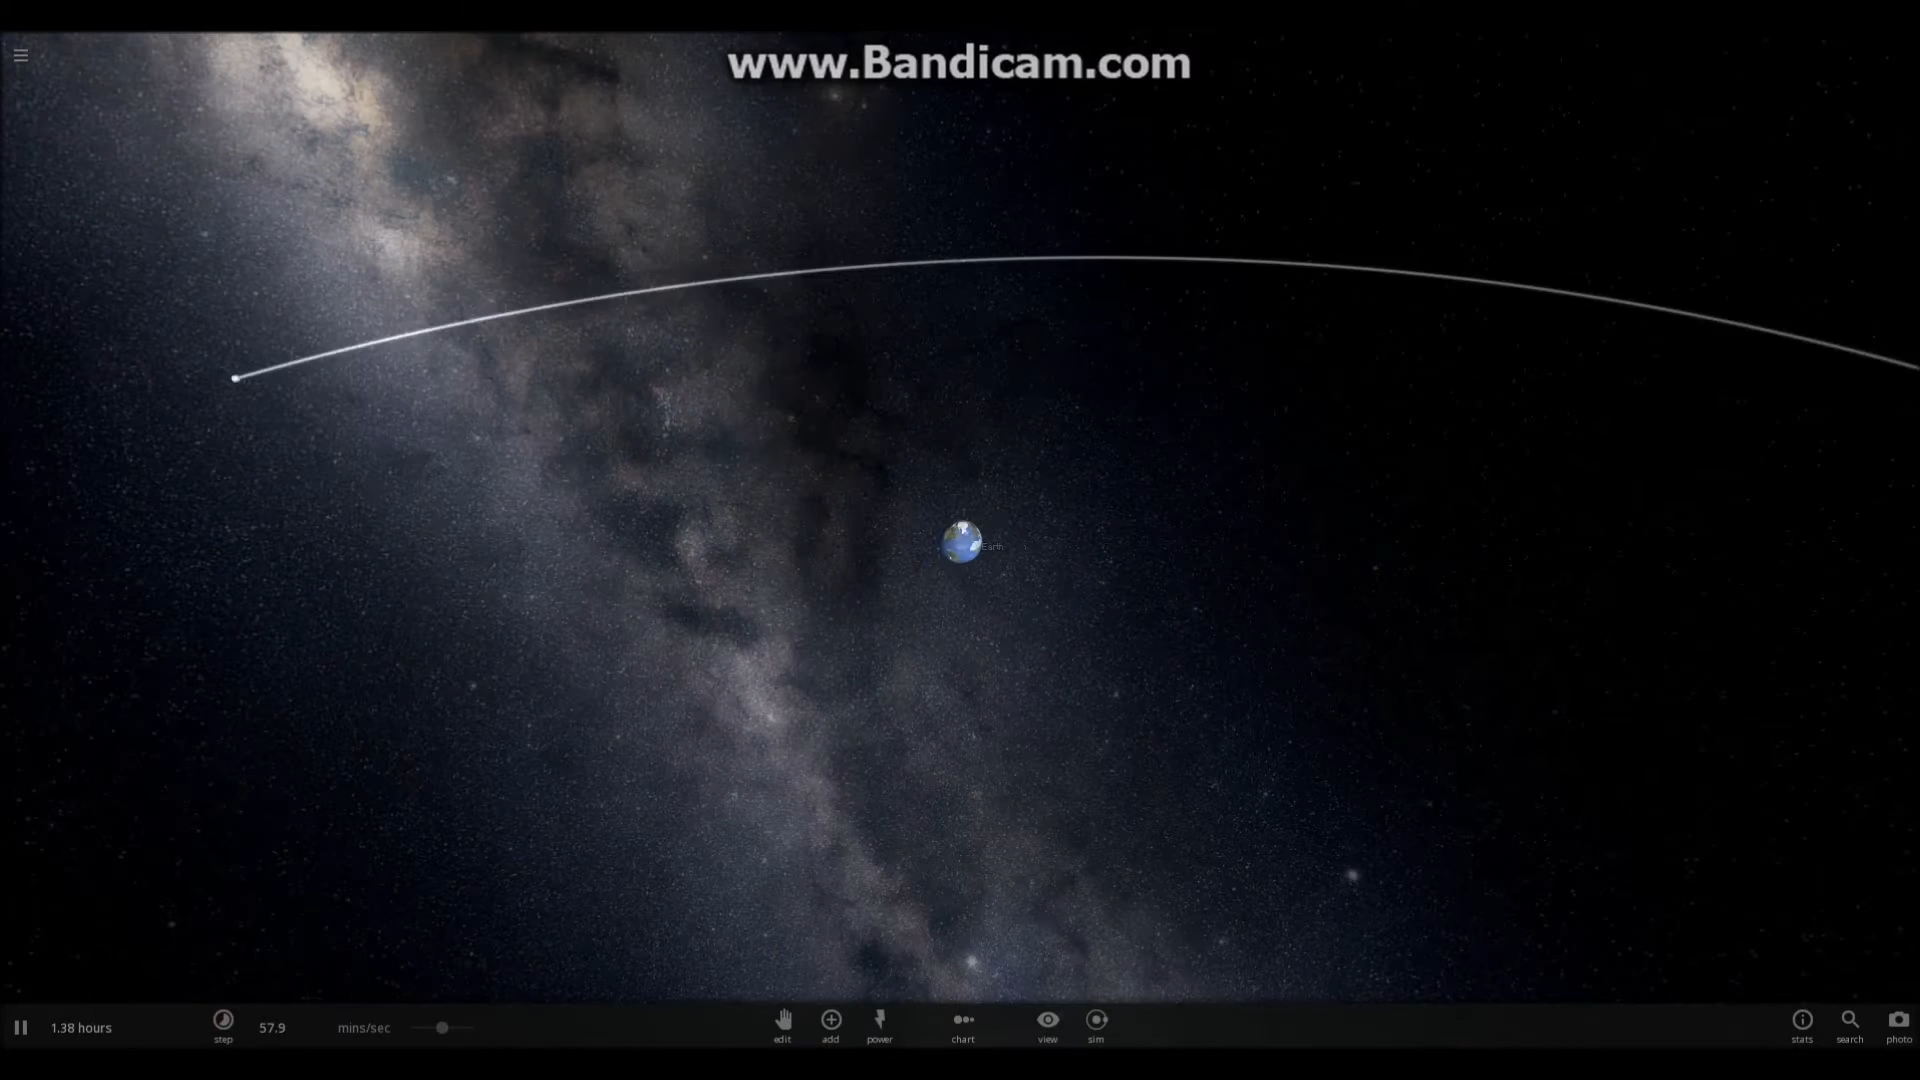 www.Bandicam.com
Earth
1.38 hours
step
57.9
mins/sec
edit
add
power
chart
view
sim
stats
search
photo